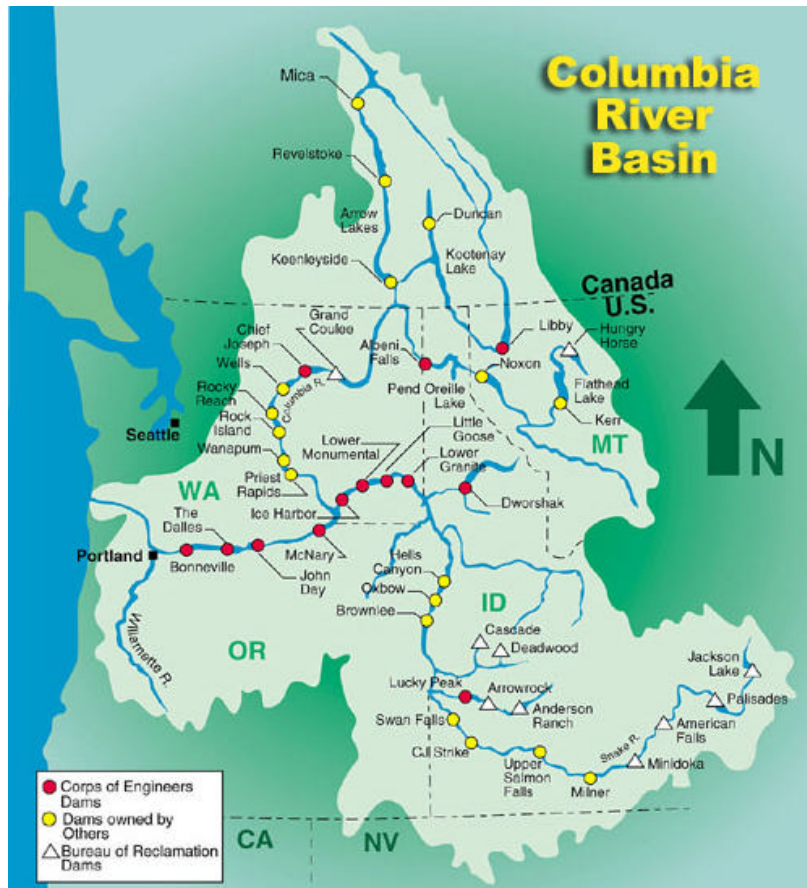 Columbia
River
Basin
Mica
Revelstoke
Arrow
Lakes
Duncan
Kootenay
Lake
Keenleyside
Canada
U.S.
Grand
Coulee
Chief
Joseph
Albeni
Falls
Libby
Hungry
Horse
Wells
Noxon
Columbia R.
Rocky
Reach
Pend Oreille
Lake
Flathead
Lake
Rock
Island
Kerr
Seattle
Little
Goose
Wanapum
Lower
Monumental
Lower
Granite
MT
N
Priest
Rapids
WA
Ice Harbor
Dworshak
The
Dalles
Portland
Bonneville
McNary
John
Day
Hells
Canyon
Oxbow
Brownlee
ID
Cascade
Deadwood
Willamette R.
OR
Jackson
Lake
Lucky Peak
Arrowrock
Anderson
Ranch
Palisades
Swan Falls
American
Falls
CJ Strike
Snake R.
Upper
Salmon
Falls
Minidoka
Milner
Corps of Engineers
Dams
Dams owned by
Others
Bureau of Reclamation
Dams
CA
NV